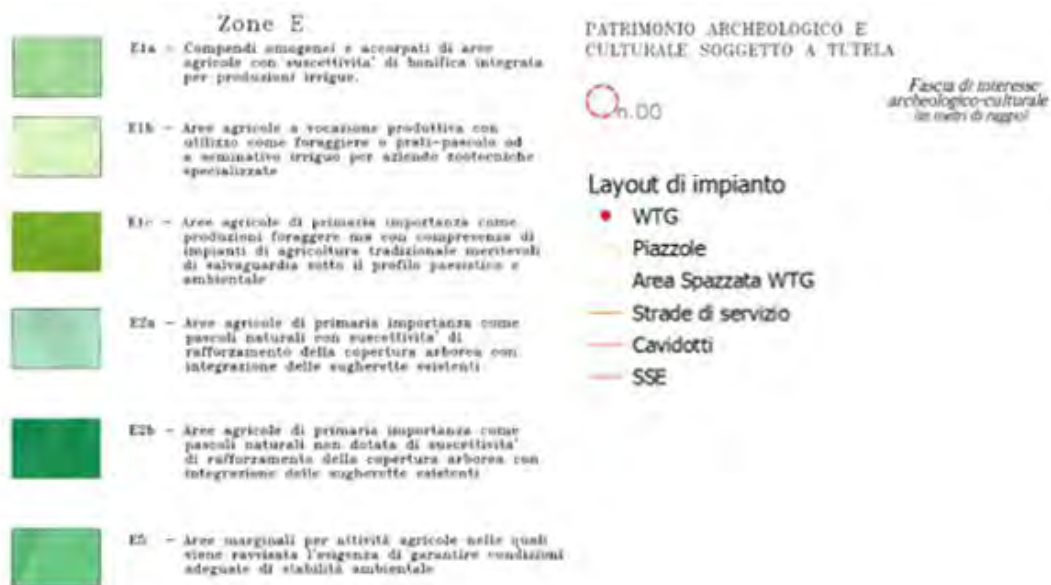 Zone E
E1a - Compendi omogenei e accorpati di aree
agricole con suscettivita' di bonifica integrata
per produzioni irrigue.
E1b - Aree agricole a vocazione produttiva con
utilizzo come foraggiere o prati-pascolo od
a seminativo irriguo per aziende zootecniche
specializzate
E1c - Aree agricole di primaria importanza come
produzioni foraggere ma con compresenza di
impianti di agricoltura tradizionale meritevoli
di salvaguardia sotto il profilo paesistico e
ambientale
E2a - Aree agricole di primaria importanza come
pascoli naturali con suscettivita' di
rafforzamento della copertura arborea con
integrazione delle sugherette esistenti
E2b - Aree agricole di primaria importanza come
pascoli naturali non dotata di suscettivita'
di rafforzamento della copertura arborea con
integrazione delle sugherette esistenti
E5 - Aree marginali per attività agricole nelle quali
viene ravvisata l'esigenza di garantire condizioni
adeguate di stabilità ambientale
PATRIMONIO ARCHEOLOGICO E
CULTURALE SOGGETTO A TUTELA
n.00
Fascia di interesse
archeologico-culturale
(in metri di raggio)
Layout di impianto
WTG
Piazzole
Area Spazzata WTG
Strade di servizio
Cavidotti
SSE